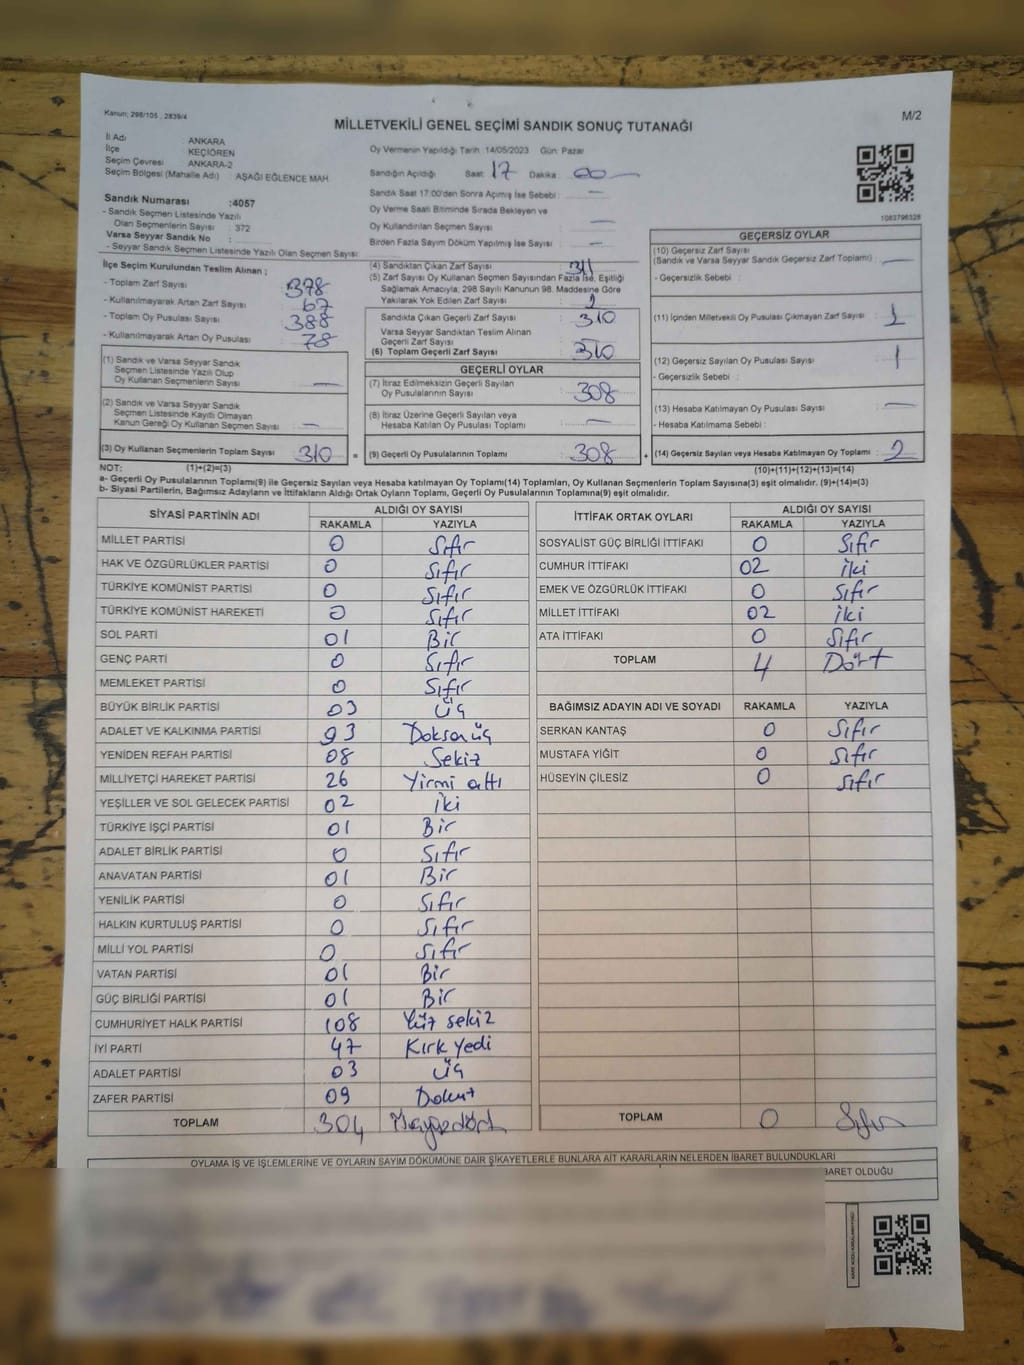 Kanun; 298/105 , 2839/4
M/2
MİLLETVEKİLİ GENEL SEÇİMİ SANDIK SONUÇ TUTANAĞI
İl Adı : ANKARA
İlçe : KEÇİÖREN
Seçim Çevresi : ANKARA-2
Seçim Bölgesi (Mahalle Adı) : AŞAĞI EĞLENCE MAH.
Sandık Numarası :4057
- Sandık Seçmen Listesinde Yazılı
Olan Seçmenlerin Sayısı : 372
Varsa Seyyar Sandık No :
- Seyyar Sandık Seçmen Listesinde Yazılı Olan Seçmen Sayısı:
Oy Vermenin Yapıldığı Tarih: 14/05/2023 Gün: Pazar
Sandığın Açıldığı Saat: 17 Dakika : 00
Sandık Saat 17:00'den Sonra Açılmış İse Sebebi : —
Oy Verme Saati Bitiminde Sırada Bekleyen ve
Oy Kullandırılan Seçmen Sayısı : —
Birden Fazla Sayım Döküm Yapılmış İse Sayısı : —
1083796328
İlçe Seçim Kurulundan Teslim Alınan ;
- Toplam Zarf Sayısı : 378
- Kullanılmayarak Artan Zarf Sayısı : 67
- Toplam Oy Pusulası Sayısı : 388
- Kullanılmayarak Artan Oy Pusulası : 78
(1) Sandık ve Varsa Seyyar Sandık
Seçmen Listesinde Yazılı Olup
Oy Kullanan Seçmenlerin Sayısı : —
(2) Sandık ve Varsa Seyyar Sandık
Seçmen Listesinde Kayıtlı Olmayan
Kanun Gereği Oy Kullanan Seçmen Sayısı : —
(3) Oy Kullanan Seçmenlerin Toplam Sayısı : 310
(4) Sandıktan Çıkan Zarf Sayısı : 311
(5) Zarf Sayısı Oy Kullanan Seçmen Sayısından Fazla İse, Eşitliği
Sağlamak Amacıyla; 298 Sayılı Kanunun 98. Maddesine Göre
Yakılarak Yok Edilen Zarf Sayısı :
Sandıkta Çıkan Geçerli Zarf Sayısı : 310
Varsa Seyyar Sandıktan Teslim Alınan
Geçerli Zarf Sayısı :
(6) Toplam Geçerli Zarf Sayısı : 310
GEÇERLİ OYLAR
(7) İtiraz Edilmeksizin Geçerli Sayılan
Oy Pusulalarının Sayısı : 308
(8) İtiraz Üzerine Geçerli Sayılan veya
Hesaba Katılan Oy Pusulası Toplamı : —
= (9) Geçerli Oy Pusulalarının Toplamı : 308 +
GEÇERSİZ OYLAR
(10) Geçersiz Zarf Sayısı
(Sandık ve Varsa Seyyar Sandık Geçersiz Zarf Toplamı) : —
- Geçersizlik Sebebi :
(11) İçinden Milletvekili Oy Pusulası Çıkmayan Zarf Sayısı : 1
(12) Geçersiz Sayılan Oy Pusulası Sayısı : 1
- Geçersizlik Sebebi :
(13) Hesaba Katılmayan Oy Pusulası Sayısı : —
- Hesaba Katılmama Sebebi :
(14) Geçersiz Sayılan veya Hesaba Katılmayan Oy Toplamı : 2
NOT: (1)+(2)=(3) (10)+(11)+(12)+(13)=(14)
a- Geçerli Oy Pusulalarının Toplamı(9) ile Geçersiz Sayılan veya Hesaba katılmayan Oy Toplamı(14) Toplamları, Oy Kullanan Seçmenlerin Toplam Sayısına(3) eşit olmalıdır. (9)+(14)=(3)
b- Siyasi Partilerin, Bağımsız Adayların ve İttifakların Aldığı Ortak Oyların Toplamı, Geçerli Oy Pusulalarının Toplamına(9) eşit olmalıdır.
SİYASİ PARTİNİN ADI ALDIĞI OY SAYISI
RAKAMLA YAZIYLA
MİLLET PARTİSİ 0 Sıfır
HAK VE ÖZGÜRLÜKLER PARTİSİ 0 Sıfır
TÜRKİYE KOMÜNİST PARTİSİ 0 Sıfır
TÜRKİYE KOMÜNİST HAREKETİ 0 Sıfır
SOL PARTİ 01 Bir
GENÇ PARTİ 0 Sıfır
MEMLEKET PARTİSİ 0 Sıfır
BÜYÜK BİRLİK PARTİSİ 03 Üç
ADALET VE KALKINMA PARTİSİ 93 Doksanüç
YENİDEN REFAH PARTİSİ 08 Sekiz
MİLLİYETÇİ HAREKET PARTİSİ 26 Yirmi altı
YEŞİLLER VE SOL GELECEK PARTİSİ 02 İki
TÜRKİYE İŞÇİ PARTİSİ 01 Bir
ADALET BİRLİK PARTİSİ 0 Sıfır
ANAVATAN PARTİSİ 01 Bir
YENİLİK PARTİSİ 0 Sıfır
HALKIN KURTULUŞ PARTİSİ 0 Sıfır
MİLLİ YOL PARTİSİ 0 Sıfır
VATAN PARTİSİ 01 Bir
GÜÇ BİRLİĞİ PARTİSİ 01 Bir
CUMHURİYET HALK PARTİSİ 108 Yüz sekiz
İYİ PARTİ 47 Kırk yedi
ADALET PARTİSİ 03 Üç
ZAFER PARTİSİ 09 Dokuz
TOPLAM 304
İTTİFAK ORTAK OYLARI ALDIĞI OY SAYISI
RAKAMLA YAZIYLA
SOSYALİST GÜÇ BİRLİĞİ İTTİFAKI 0 Sıfır
CUMHUR İTTİFAKI 02 iki
EMEK VE ÖZGÜRLÜK İTTİFAKI 0 Sıfır
MİLLET İTTİFAKI 02 iki
ATA İTTİFAKI 0 Sıfır
TOPLAM 4 Dört
BAĞIMSIZ ADAYIN ADI VE SOYADI RAKAMLA YAZIYLA
SERKAN KANTAŞ 0 Sıfır
MUSTAFA YİĞİT 0 Sıfır
HÜSEYİN ÇİLESİZ 0 Sıfır
TOPLAM 0 Sıfır
OYLAMA İŞ VE İŞLEMLERİNE VE OYLARIN SAYIM DÖKÜMÜNE DAİR ŞİKAYETLERLE BUNLARA AİT KARARLARIN NELERDEN İBARET BULUNDUKLARI
BARET OLDUĞU